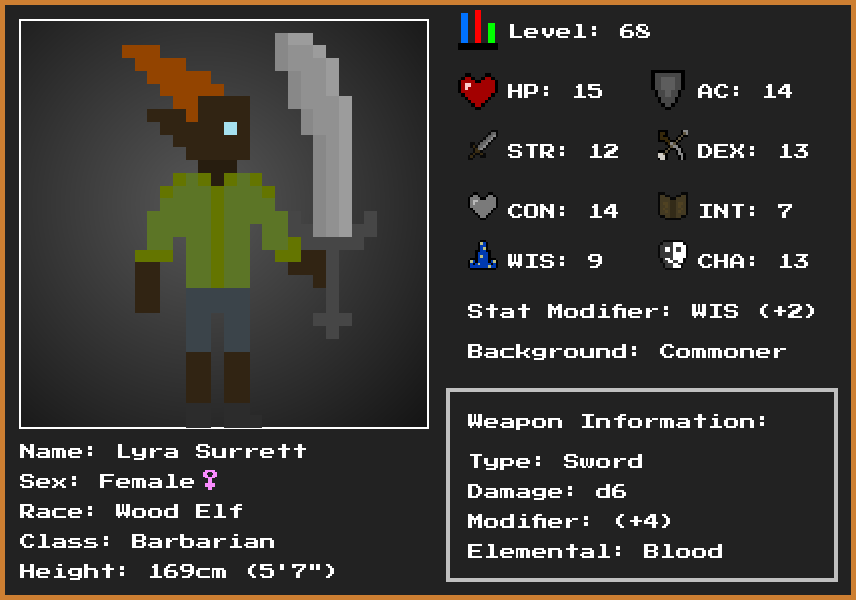 Level: 68
HP: 15 AC: 14
STR: 12 DEX: 13
CON: 14 INT: 7
WIS: 9 CHA: 13
Stat Modifier: WIS (+2)
Background: Commoner
Weapon Information:
Type: Sword
Damage: d6
Modifier: (+4)
Elemental: Blood
Name: Lyra Surrett
Sex: Female♀
Race: Wood Elf
Class: Barbarian
Height: 169cm (5'7")